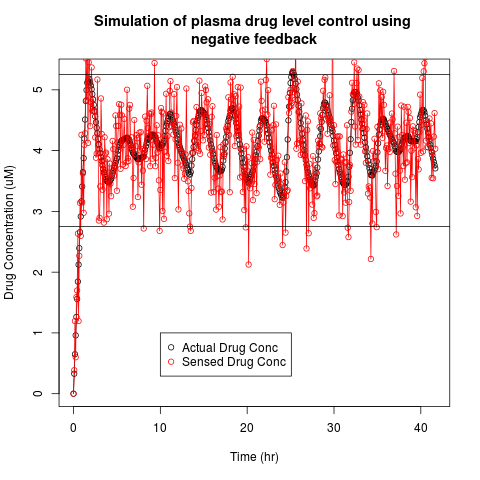 Simulation of plasma drug level control using
negative feedback
Drug Concentration (uM)
5
4
3
2
1
0
Actual Drug Conc
Sensed Drug Conc
0 10 20 30 40
Time (hr)